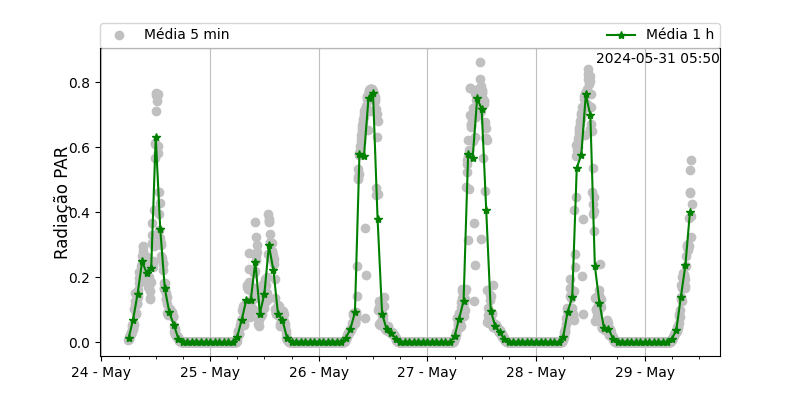 Média 5 min
Média 1 h
2024-05-31 05:50
Radiação PAR
0.8
0.6
0.4
0.2
0.0
24 - May
25 - May
26 - May
27 - May
28 - May
29 - May